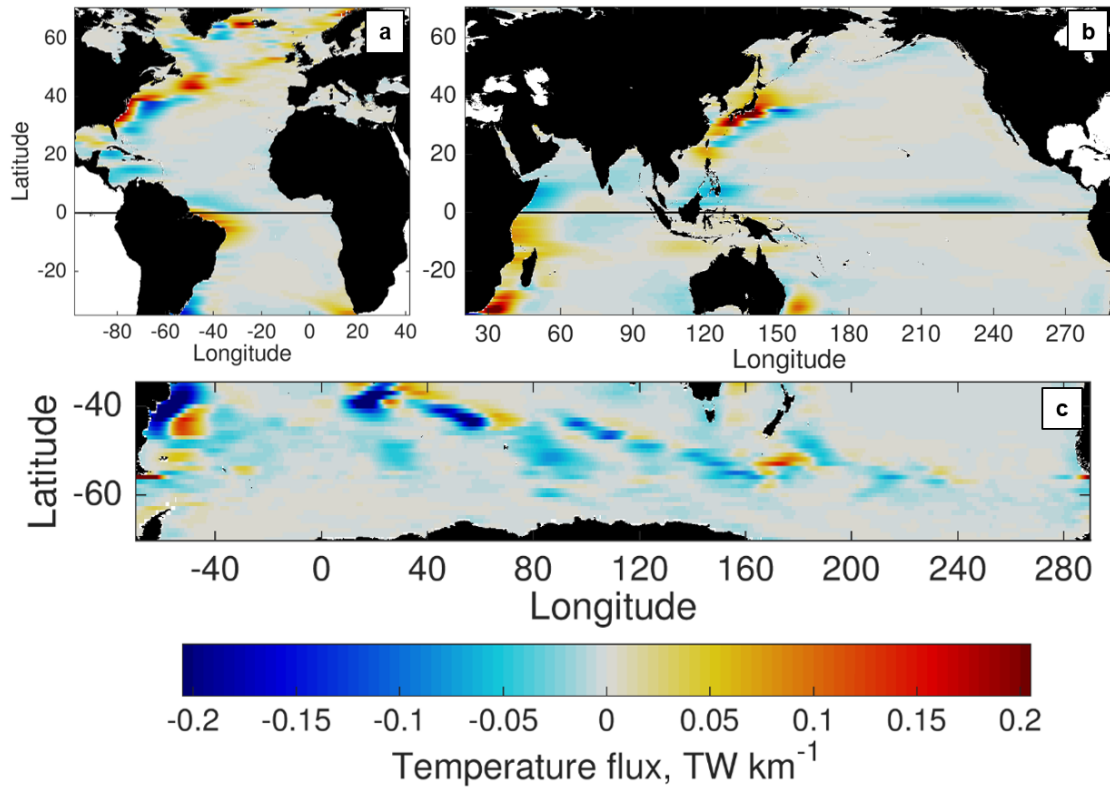 a
b
60
40
20
0
-20
Latitude
-80 -60 -40 -20 0 20 40
Longitude
60
40
20
0
-20
30 60 90 120 150 180 210 240 270
Longitude
c
-40
-60
Latitude
-40 0 40 80 120 160 200 240 280
Longitude
-0.2 -0.15 -0.1 -0.05 0 0.05 0.1 0.15 0.2
Temperature flux, TW km⁻¹